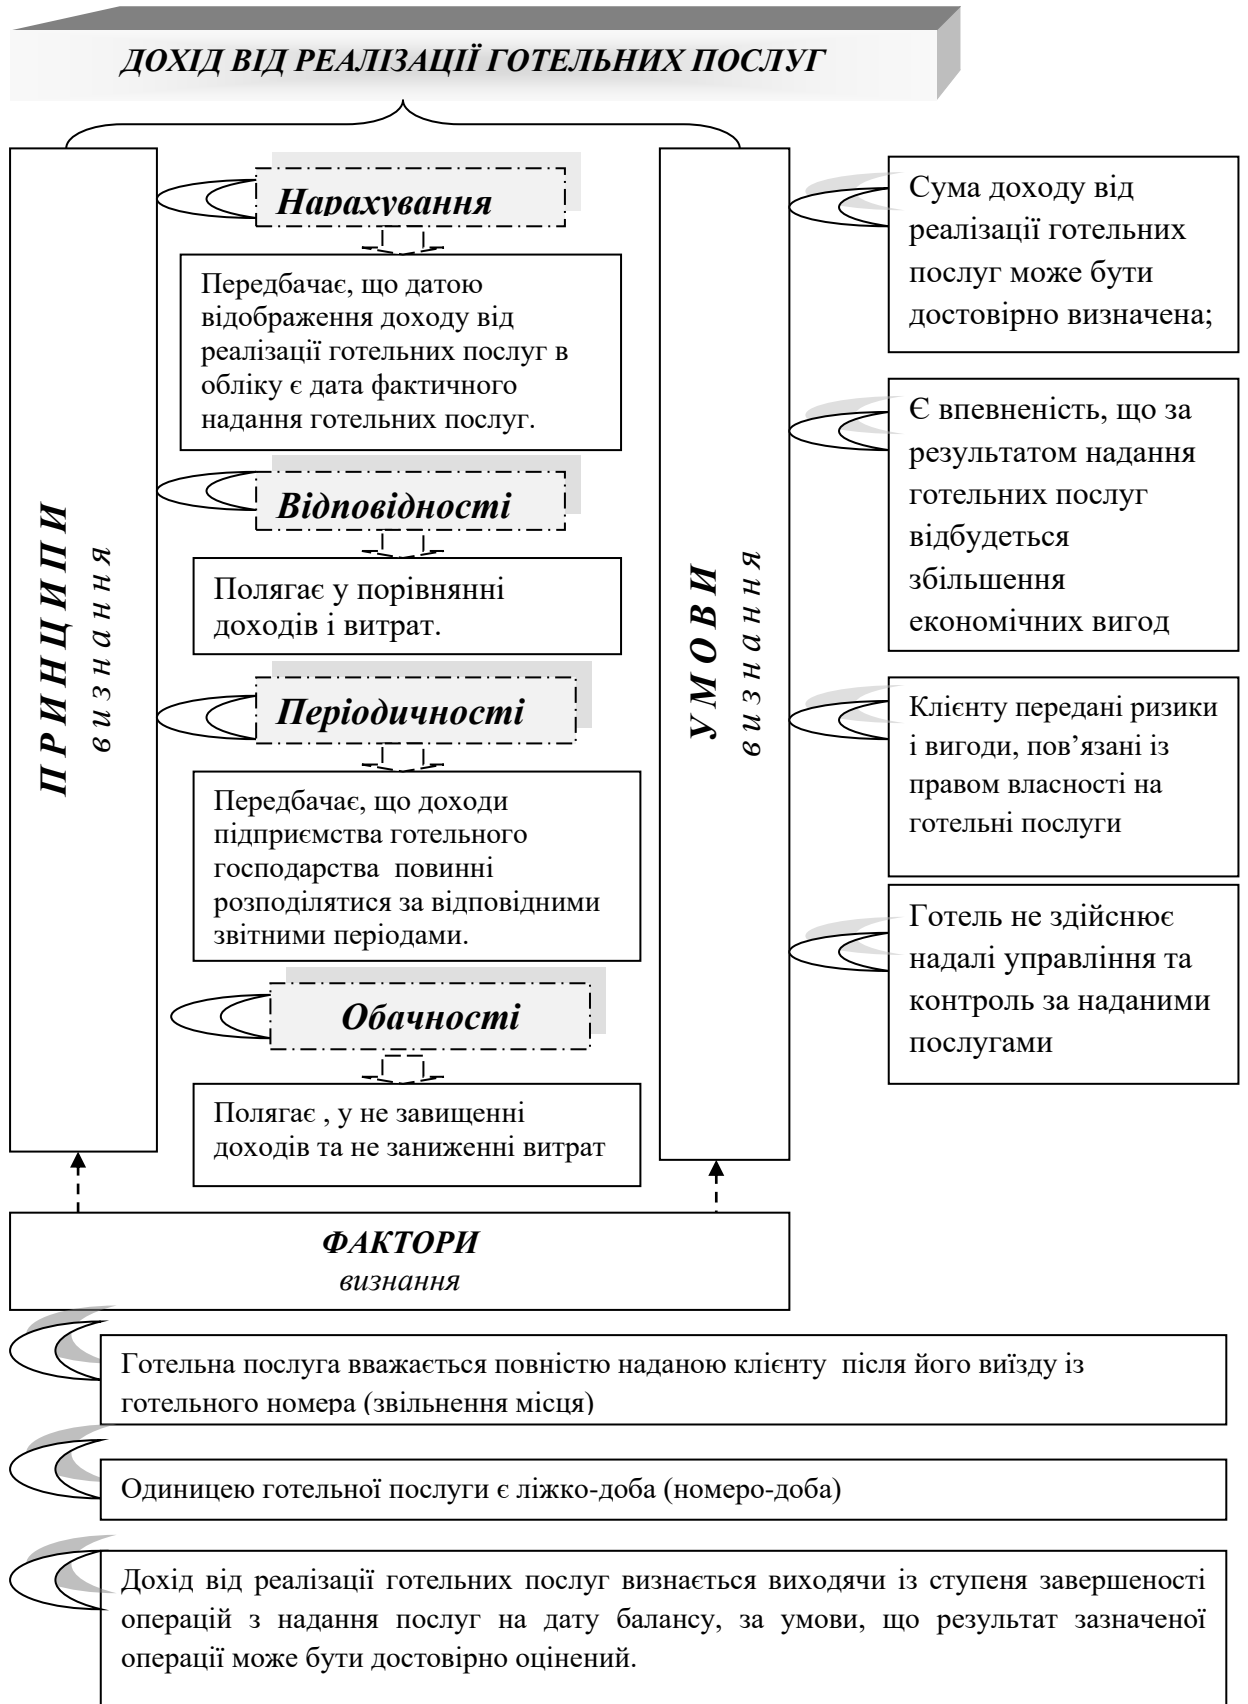 ДОХІД ВІД РЕАЛІЗАЦІЇ ГОТЕЛЬНИХ ПОСЛУГ
ПРИНЦИПИ
визнання
Нарахування
Передбачає, що датою
відображення доходу від
реалізації готельних послуг в
обліку є дата фактичного
надання готельних послуг.
Відповідності
Полягає у порівнянні
доходів і витрат.
Періодичності
Передбачає, що доходи
підприємства готельного
господарства повинні
розподілятися за відповідними
звітними періодами.
Обачності
Полягає , у не завищенні
доходів та не заниженні витрат
УМОВИ
визнання
Сума доходу від
реалізації готельних
послуг може бути
достовірно визначена;
Є впевненість, що за
результатом надання
готельних послуг
відбудеться
збільшення
економічних вигод
Клієнту передані ризики
і вигоди, пов’язані із
правом власності на
готельні послуги
Готель не здійснює
надалі управління та
контроль за наданими
послугами
ФАКТОРИ
визнання
Готельна послуга вважається повністю наданою клієнту після його виїзду із
готельного номера (звільнення місця)
Одиницею готельної послуги є ліжко-доба (номеро-доба)
Дохід від реалізації готельних послуг визнається виходячи із ступеня завершеності
операцій з надання послуг на дату балансу, за умови, що результат зазначеної
операції може бути достовірно оцінений.